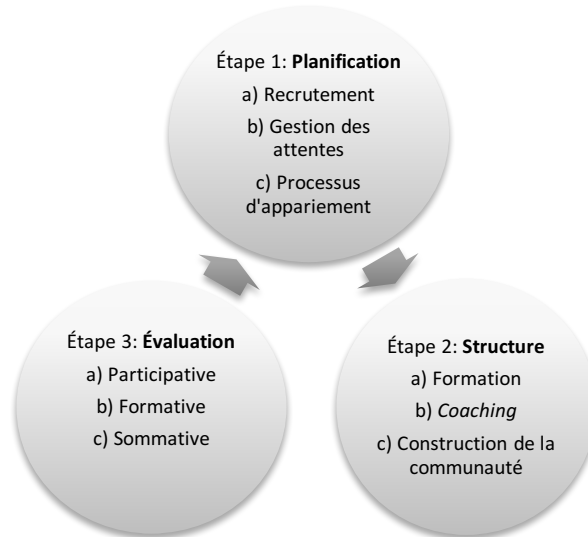 Étape 1: Planification
a) Recrutement
b) Gestion des
attentes
c) Processus
d'appariement
Étape 3: Évaluation
a) Participative
b) Formative
c) Sommative
Étape 2: Structure
a) Formation
b) Coaching
c) Construction de la
communauté